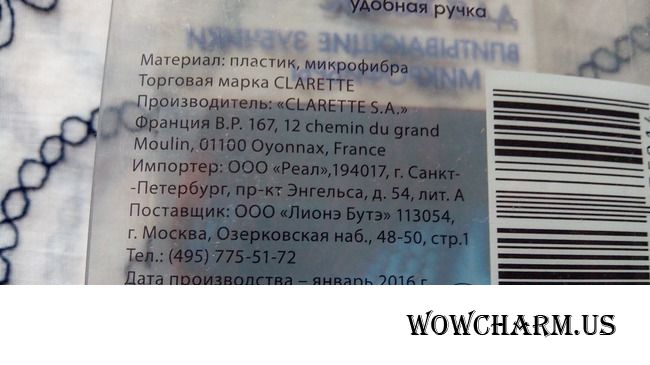 удобная ручка
ВПИТЫВАЮЩИЕ ЗУБЧИКИ
Материал: пластик, микрофибра
Торговая марка CLARETTE
Производитель: «CLARETTE S.A.»
Франция B.P. 167, 12 chemin du grand
Moulin, 01100 Oyonnax, France
Импортер: ООО «Реал»,194017, г. Санкт-
-Петербург, пр-кт Энгельса, д. 54, лит. А
Поставщик: ООО «Лионэ Бутэ» 113054,
г. Москва, Озерковская наб., 48-50, стр.1
Тел.: (495) 775-51-72
Дата производства – январь 2016 г.
WOWCHARM.US